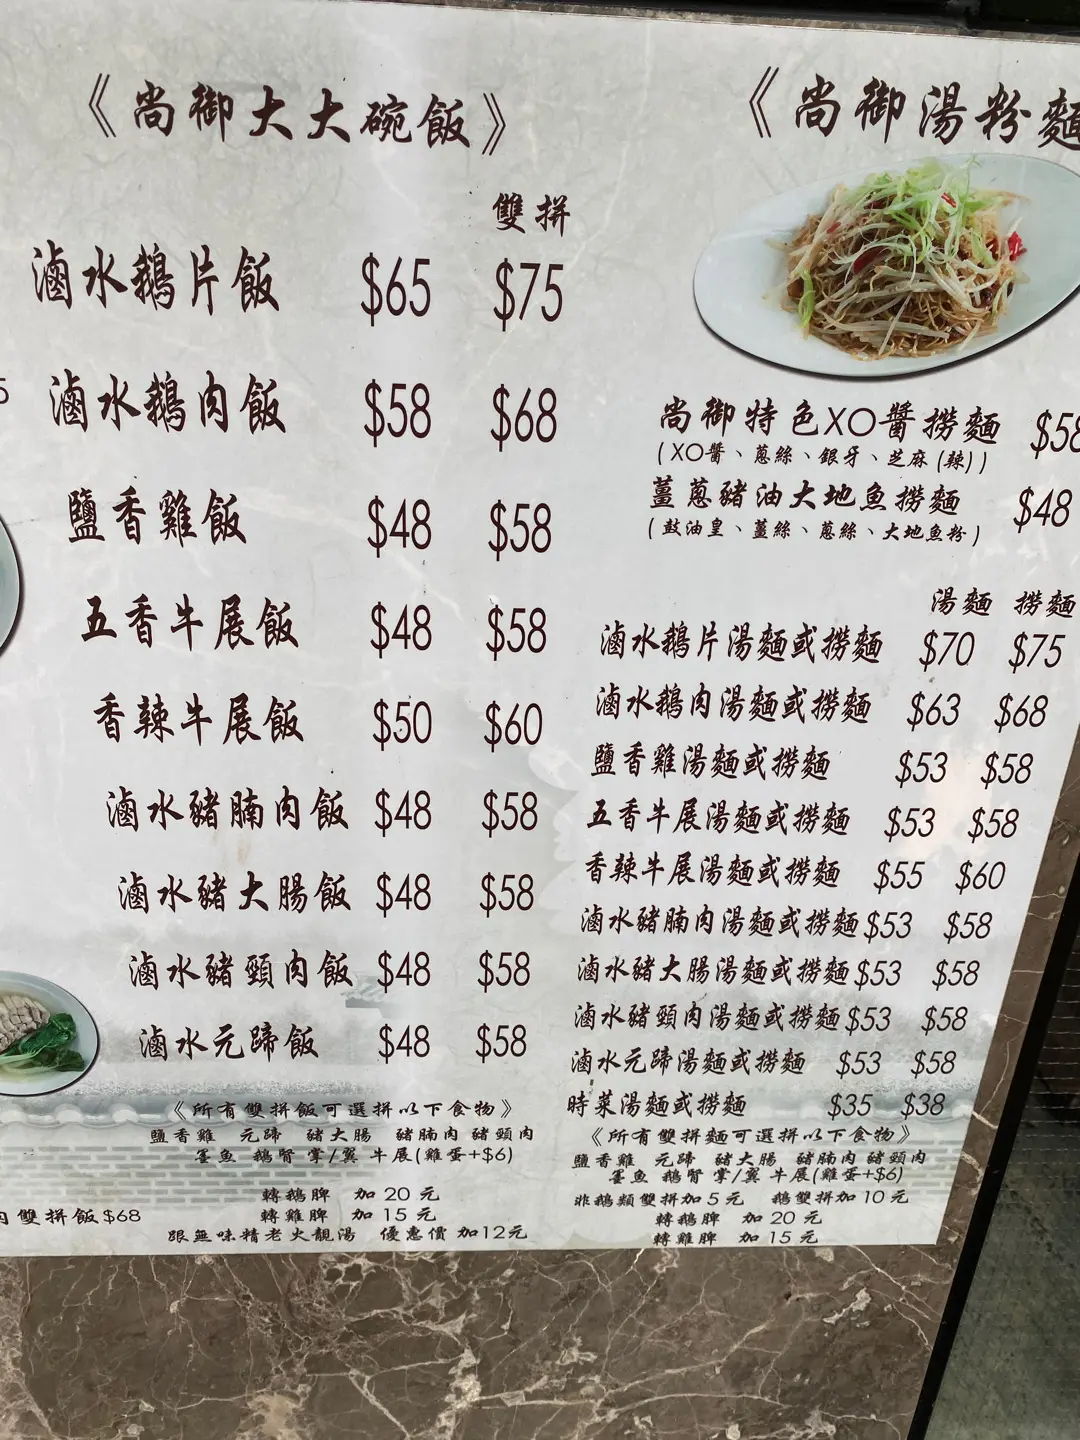 《尚御大大碗飯》
雙拼
滷水鵝片飯 $65 $75
滷水鵝肉飯 $58 $68
鹽香雞飯 $48 $58
五香牛展飯 $48 $58
香辣牛展飯 $50 $60
滷水豬腩肉飯 $48 $58
滷水豬大腸飯 $48 $58
滷水豬頸肉飯 $48 $58
滷水元蹄飯 $48 $58
《所有雙拼飯可選拼以下食物》
鹽香雞 元蹄 豬大腸 豬腩肉 豬頸肉
墨魚 鵝腎 掌/翼 牛展(雞蛋+$6)
轉鵝髀 加 20 元
轉雞髀 加 15 元
跟無味精老火靚湯 優惠價 加12元
肉雙拼飯$68
5
《尚御湯粉麵
尚御特色XO醬撈麵 $58
(XO醬、蔥絲、銀牙、芝麻(辣))
薑蔥豬油大地魚撈麵 $48
(鼓油皇、薑絲、蔥絲、大地魚粉)
湯麵 撈麵
滷水鵝片湯麵或撈麵 $70 $75
滷水鵝肉湯麵或撈麵 $63 $68
鹽香雞湯麵或撈麵 $53 $58
五香牛展湯麵或撈麵 $53 $58
香辣牛展湯麵或撈麵 $55 $60
滷水豬腩肉湯麵或撈麵 $53 $58
滷水豬大腸湯麵或撈麵 $53 $58
滷水豬頸肉湯麵或撈麵 $53 $58
滷水元蹄湯麵或撈麵 $53 $58
時菜湯麵或撈麵 $35 $38
《所有雙拼麵可選拼以下食物》
鹽香雞 元蹄 豬大腸 豬腩肉 豬頸肉
墨魚 鵝腎 掌/翼 牛展(雞蛋+$6)
非鵝類雙拼加 5 元 鵝雙拼加 10 元
轉鵝髀 加 20 元
轉雞髀 加 15 元